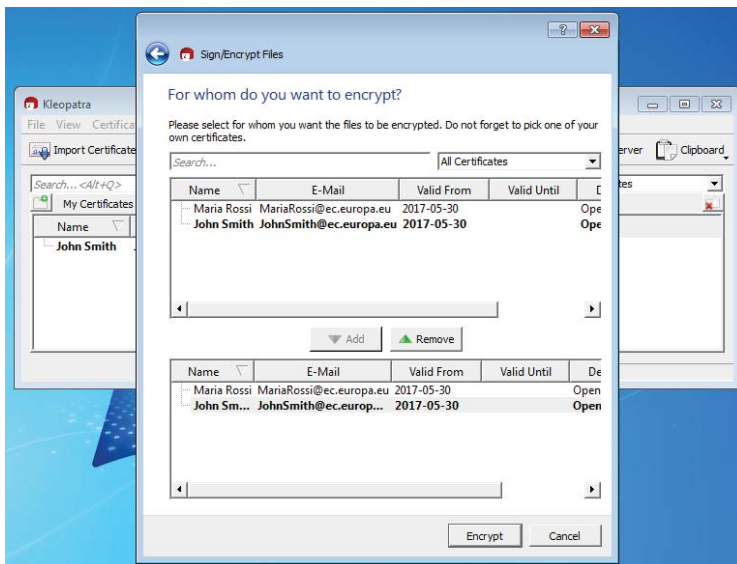 Sign/Encrypt Files
For whom do you want to encrypt?
Please select for whom you want the files to be encrypted. Do not forget to pick one of your
own certificates.
Search...
All Certificates
Name E-Mail Valid From Valid Until D
Maria Rossi MariaRossi@ec.europa.eu 2017-05-30 Ope
John Smith JohnSmith@ec.europa.eu 2017-05-30 Ope
Add Remove
Name E-Mail Valid From Valid Until De
Maria Rossi MariaRossi@ec.europa.eu 2017-05-30 Open
John Sm... JohnSmith@ec.europ... 2017-05-30 Open
Encrypt Cancel
Kleopatra
File View Certifica
Import Certificate
erver Clipboard
Search...<Alt+Q>
tes
My Certificates
Name
John Smith